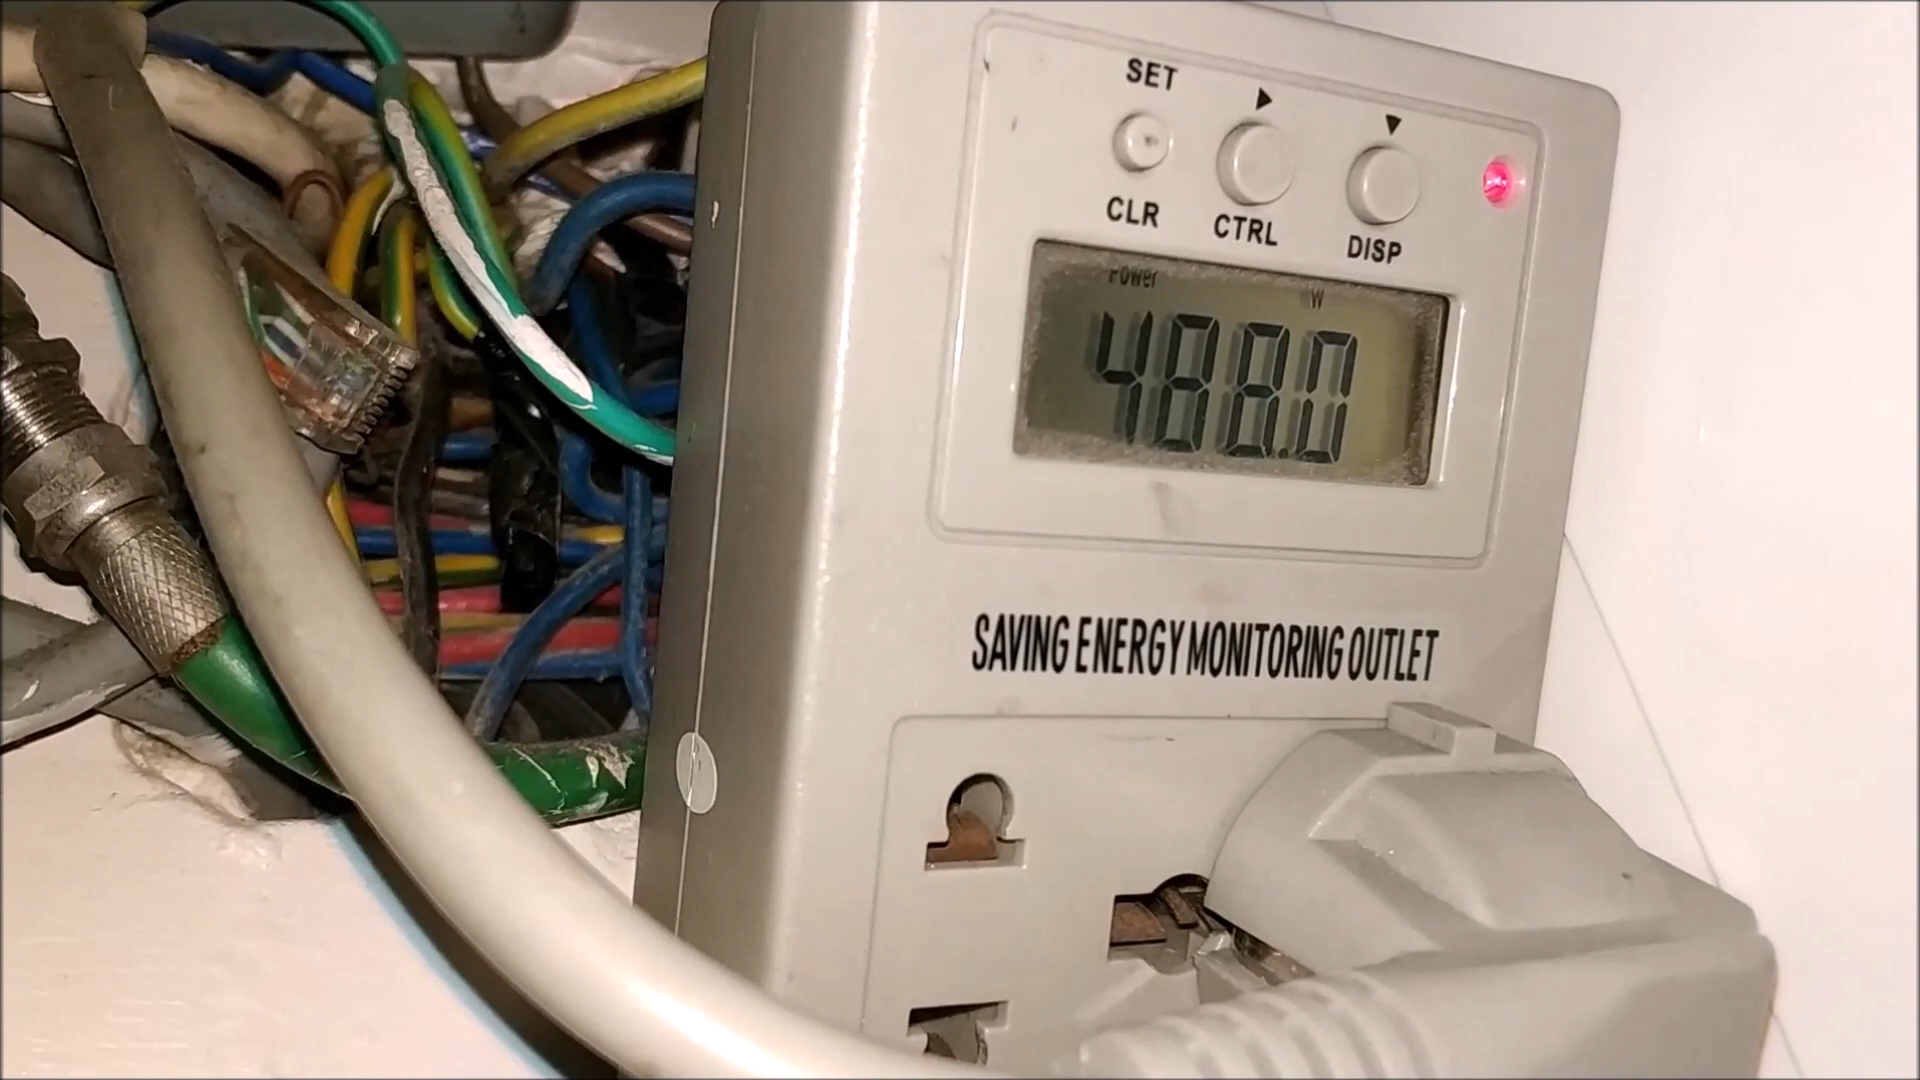 SET
▶
▼
CLR
CTRL
DISP
Power
W
488.0
SAVING ENERGY MONITORING OUTLET